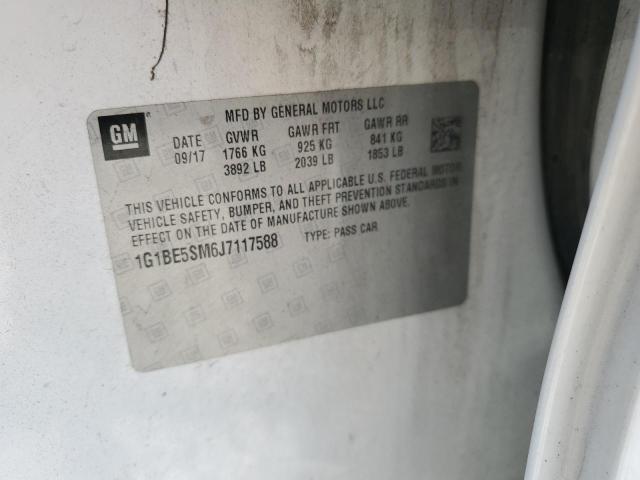 GM
MFD BY GENERAL MOTORS LLC
DATE GVWR GAWR FRT GAWR RR
09/17 1766 KG 925 KG 841 KG
3892 LB 2039 LB 1853 LB
THIS VEHICLE CONFORMS TO ALL APPLICABLE U.S. FEDERAL MOTOR
VEHICLE SAFETY, BUMPER, AND THEFT PREVENTION STANDARDS IN
EFFECT ON THE DATE OF MANUFACTURE SHOWN ABOVE.
1G1BE5SM6J7117588 TYPE: PASS CAR